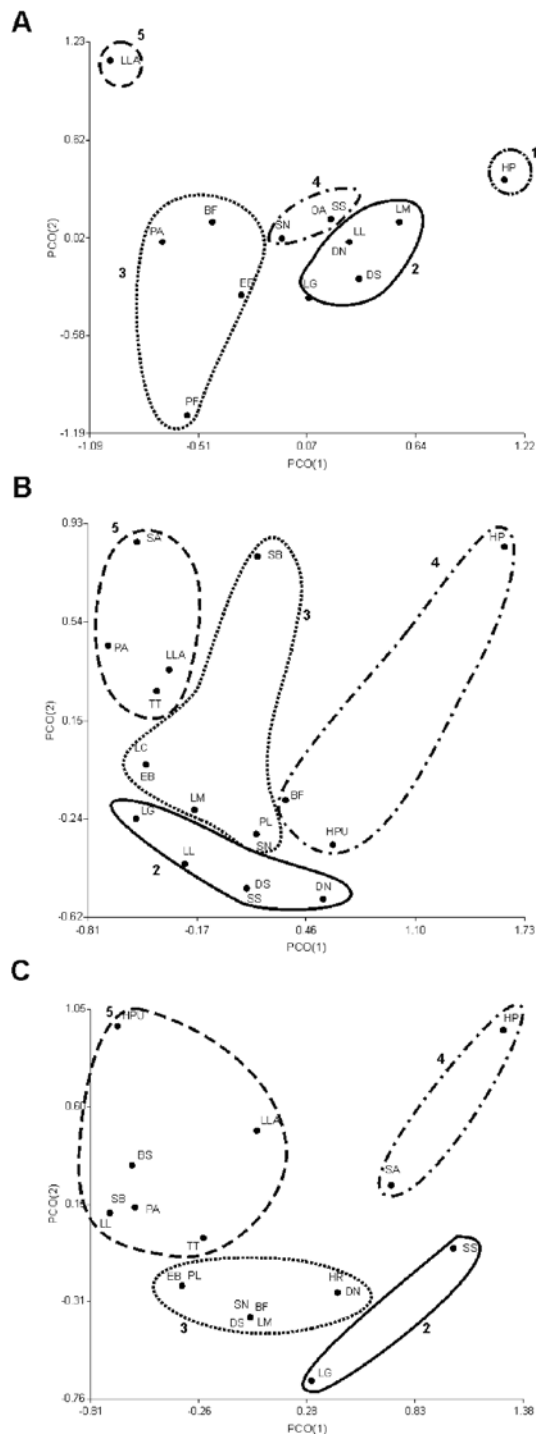 A
1.23
5
LLA
0.62
1
HP
4
BF
SS
OA
LM
PA
SN
LL
0.02
DN
3
DS
2
EB
LG
-0.58
PF
-1.19
-1.09 -0.51 0.07 0.64 1.22
PCO(1)
PCO(2)
B
0.93
5
SA
HP
4
SB
3
0.54
PA
LLA
TT
0.15
LC
EB
BF
LM
LG
-0.24
PL
HPU
SN
2
LL
DS
SS
DN
-0.62
-0.81 -0.17 0.46 1.10 1.73
PCO(1)
PCO(2)
C
1.05
5
HPU
HP
4
0.60
LLA
BS
SA
SB
PA
0.15
LL
TT
SS
EB PL
HR
DN
-0.31
SN BF
DS LM
3
2
LG
-0.76
-0.81 -0.26 0.28 0.83 1.38
PCO(1)
PCO(2)